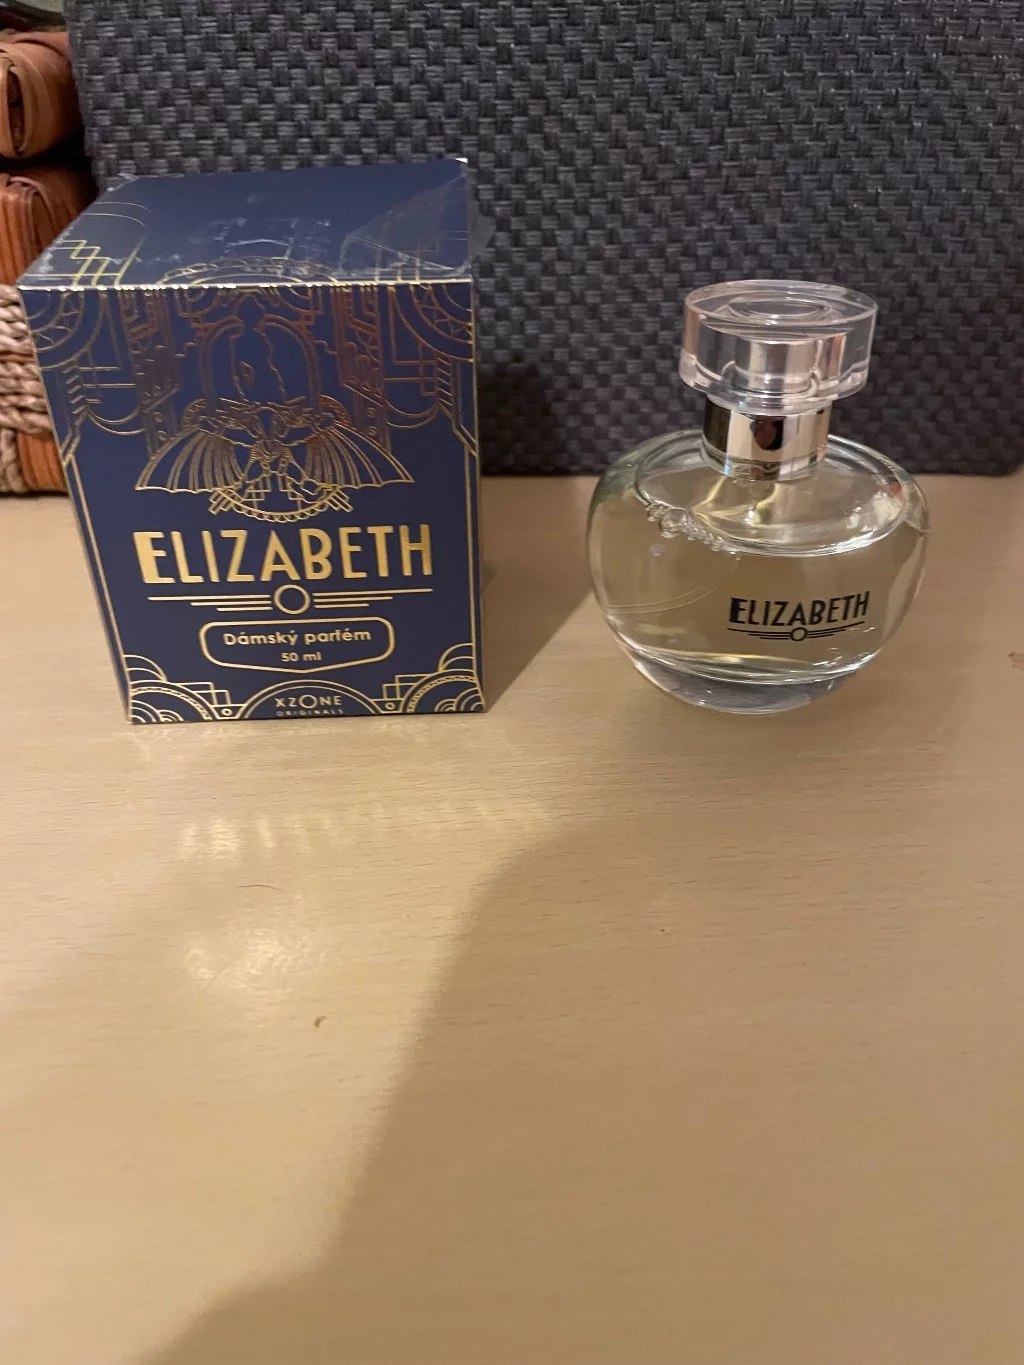 ELIZABETH
Dámský parfém
50 ml
XZONE
ORIGINALS
ELIZABETH